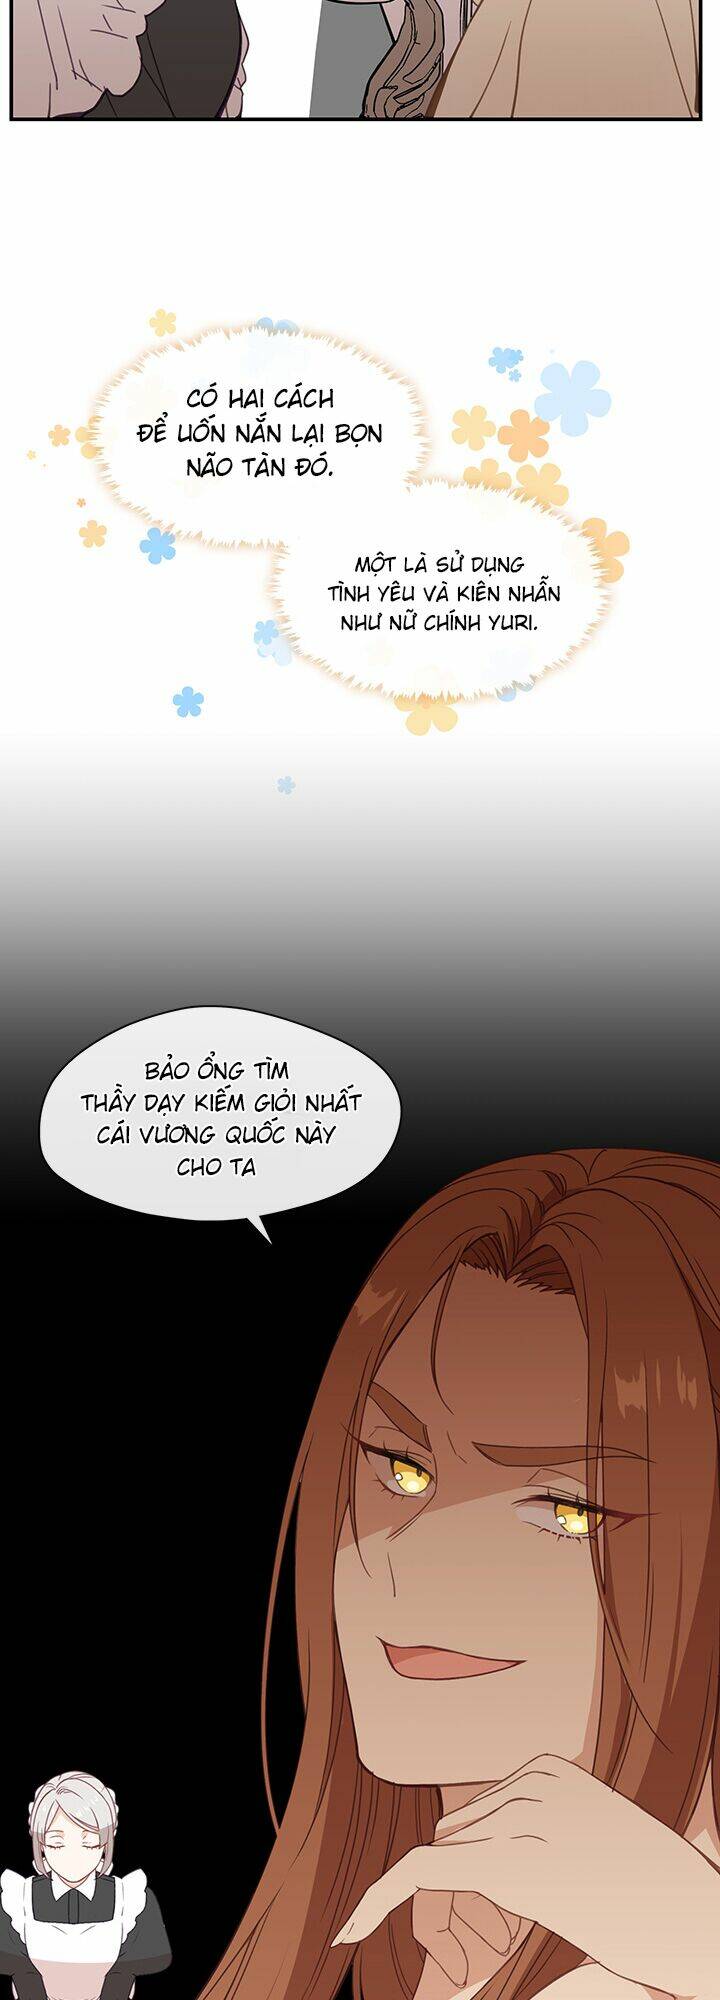 CÓ HAI CÁCH
ĐỂ UỐN NẮN LẠI BỌN
NÃO TÀN ĐÓ.
MỘT LÀ SỬ DỤNG
TÌNH YÊU VÀ KIÊN NHẪN
NHƯ NỮ CHÍNH YURI.
BẢO ỔNG TÌM
THẦY DẠY KIẾM GIỎI NHẤT
CÁI VƯƠNG QUỐC NÀY
CHO TA